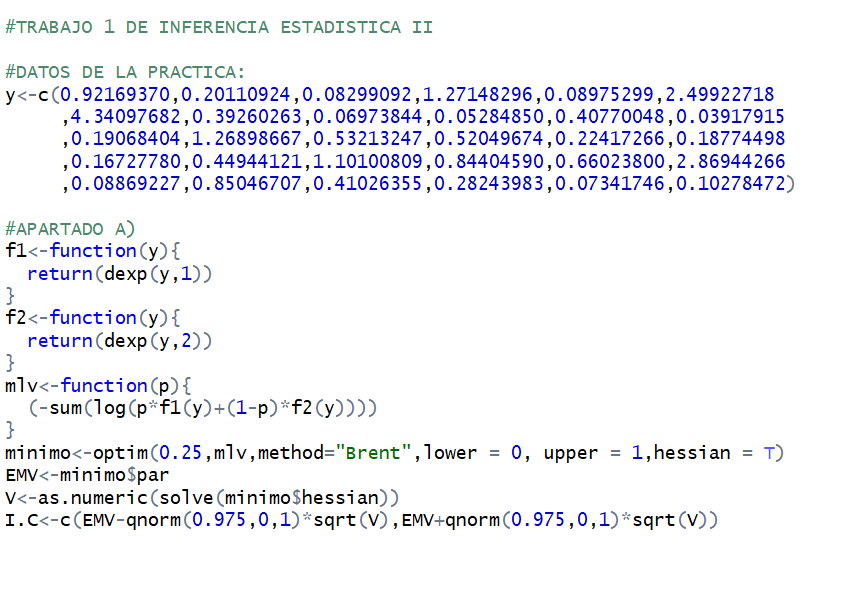 #TRABAJO 1 DE INFERENCIA ESTADISTICA II
#DATOS DE LA PRACTICA:
y<-c(0.92169370,0.20110924,0.08299092,1.27148296,0.08975299,2.49922718
,4.34097682,0.39260263,0.06973844,0.05284850,0.40770048,0.03917915
,0.19068404,1.26898667,0.53213247,0.52049674,0.22417266,0.18774498
,0.16727780,0.44944121,1.10100809,0.84404590,0.66023800,2.86944266
,0.08869227,0.85046707,0.41026355,0.28243983,0.07341746,0.10278472)
#APARTADO A)
f1<-function(y){
return(dexp(y,1))
}
f2<-function(y){
return(dexp(y,2))
}
mlv<-function(p){
(-sum(log(p*f1(y)+(1-p)*f2(y))))
}
minimo<-optim(0.25,mlv,method="Brent",lower = 0, upper = 1,hessian = T)
EMV<-minimo$par
V<-as.numeric(solve(minimo$hessian))
I.C<-c(EMV-qnorm(0.975,0,1)*sqrt(V),EMV+qnorm(0.975,0,1)*sqrt(V))